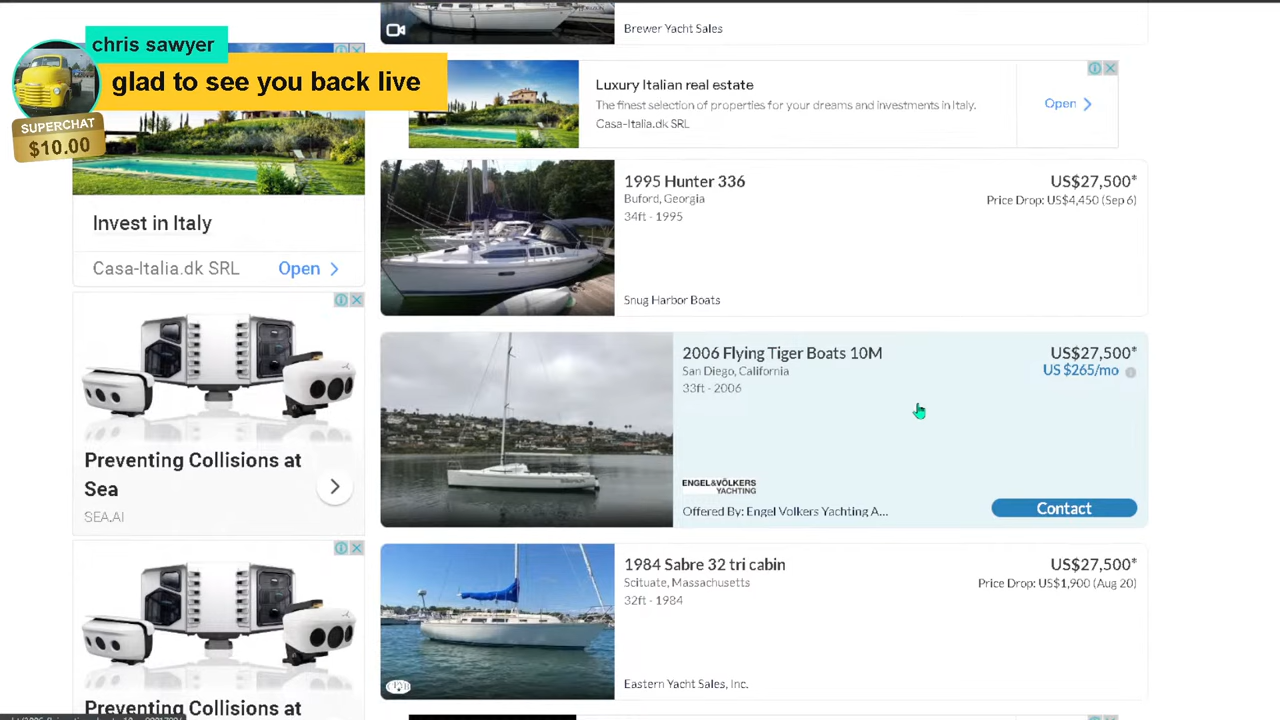 chris sawyer
glad to see you back live
SUPERCHAT
$10.00
Invest in Italy
Casa-Italia.dk SRL
Open
Preventing Collisions at
Sea
SEA.AI
Preventing Collisions at
Brewer Yacht Sales
Luxury Italian real estate
The finest selection of properties for your dreams and investments in Italy.
Casa-Italia.dk SRL
Open
1995 Hunter 336
US$27,500*
Buford, Georgia
Price Drop: US$4,450 (Sep 6)
34ft - 1995
Snug Harbor Boats
2006 Flying Tiger Boats 10M
US$27,500*
San Diego, California
US $265/mo
33ft - 2006
ENGEL&VÖLKERS
YACHTING
Offered By: Engel Volkers Yachting A...
Contact
1984 Sabre 32 tri cabin
US$27,500*
Scituate, Massachusetts
Price Drop: US$1,900 (Aug 20)
32ft - 1984
Eastern Yacht Sales, Inc.